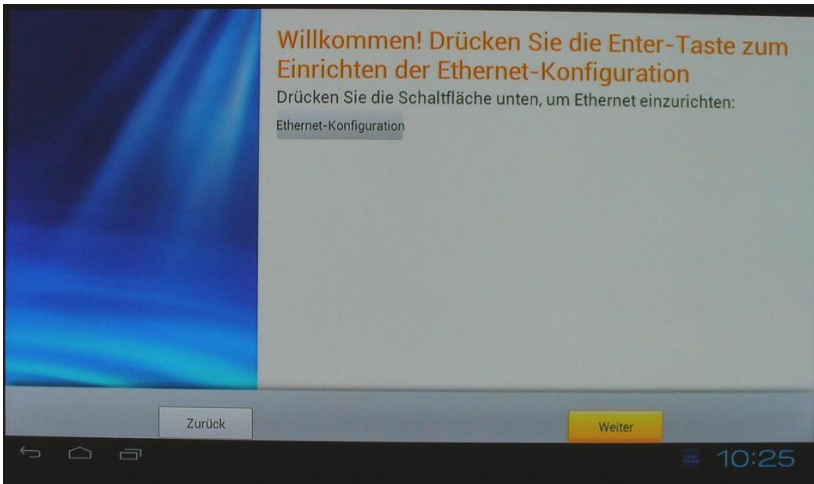 Willkommen! Drücken Sie die Enter-Taste zum
Einrichten der Ethernet-Konfiguration
Drücken Sie die Schaltfläche unten, um Ethernet einzurichten:
Ethernet-Konfiguration
Zurück
Weiter
10:25